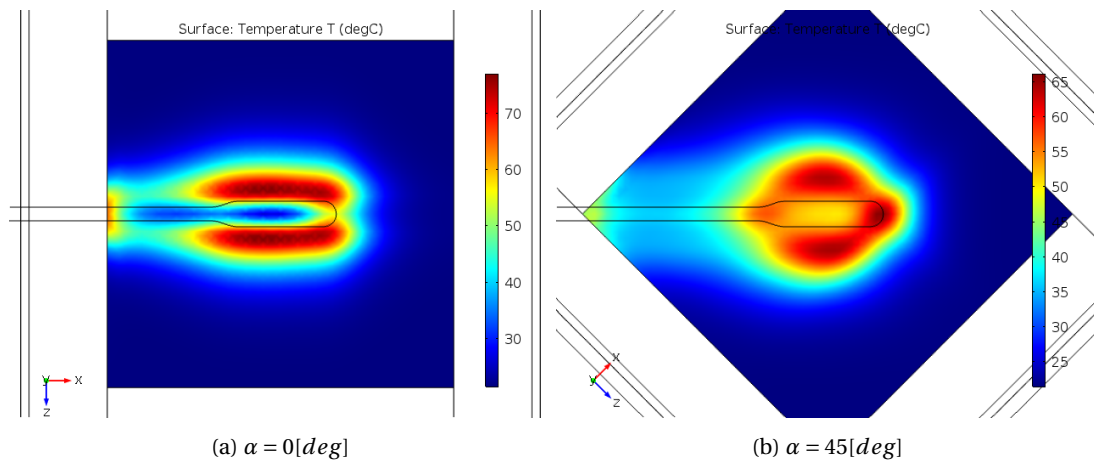 Surface: Temperature T (degC)
70
60
50
40
30
y
x
z
(a) α = 0[deg]
Surface: Temperature T (degC)
65
60
55
50
45
40
35
30
25
x
y
z
(b) α = 45[deg]